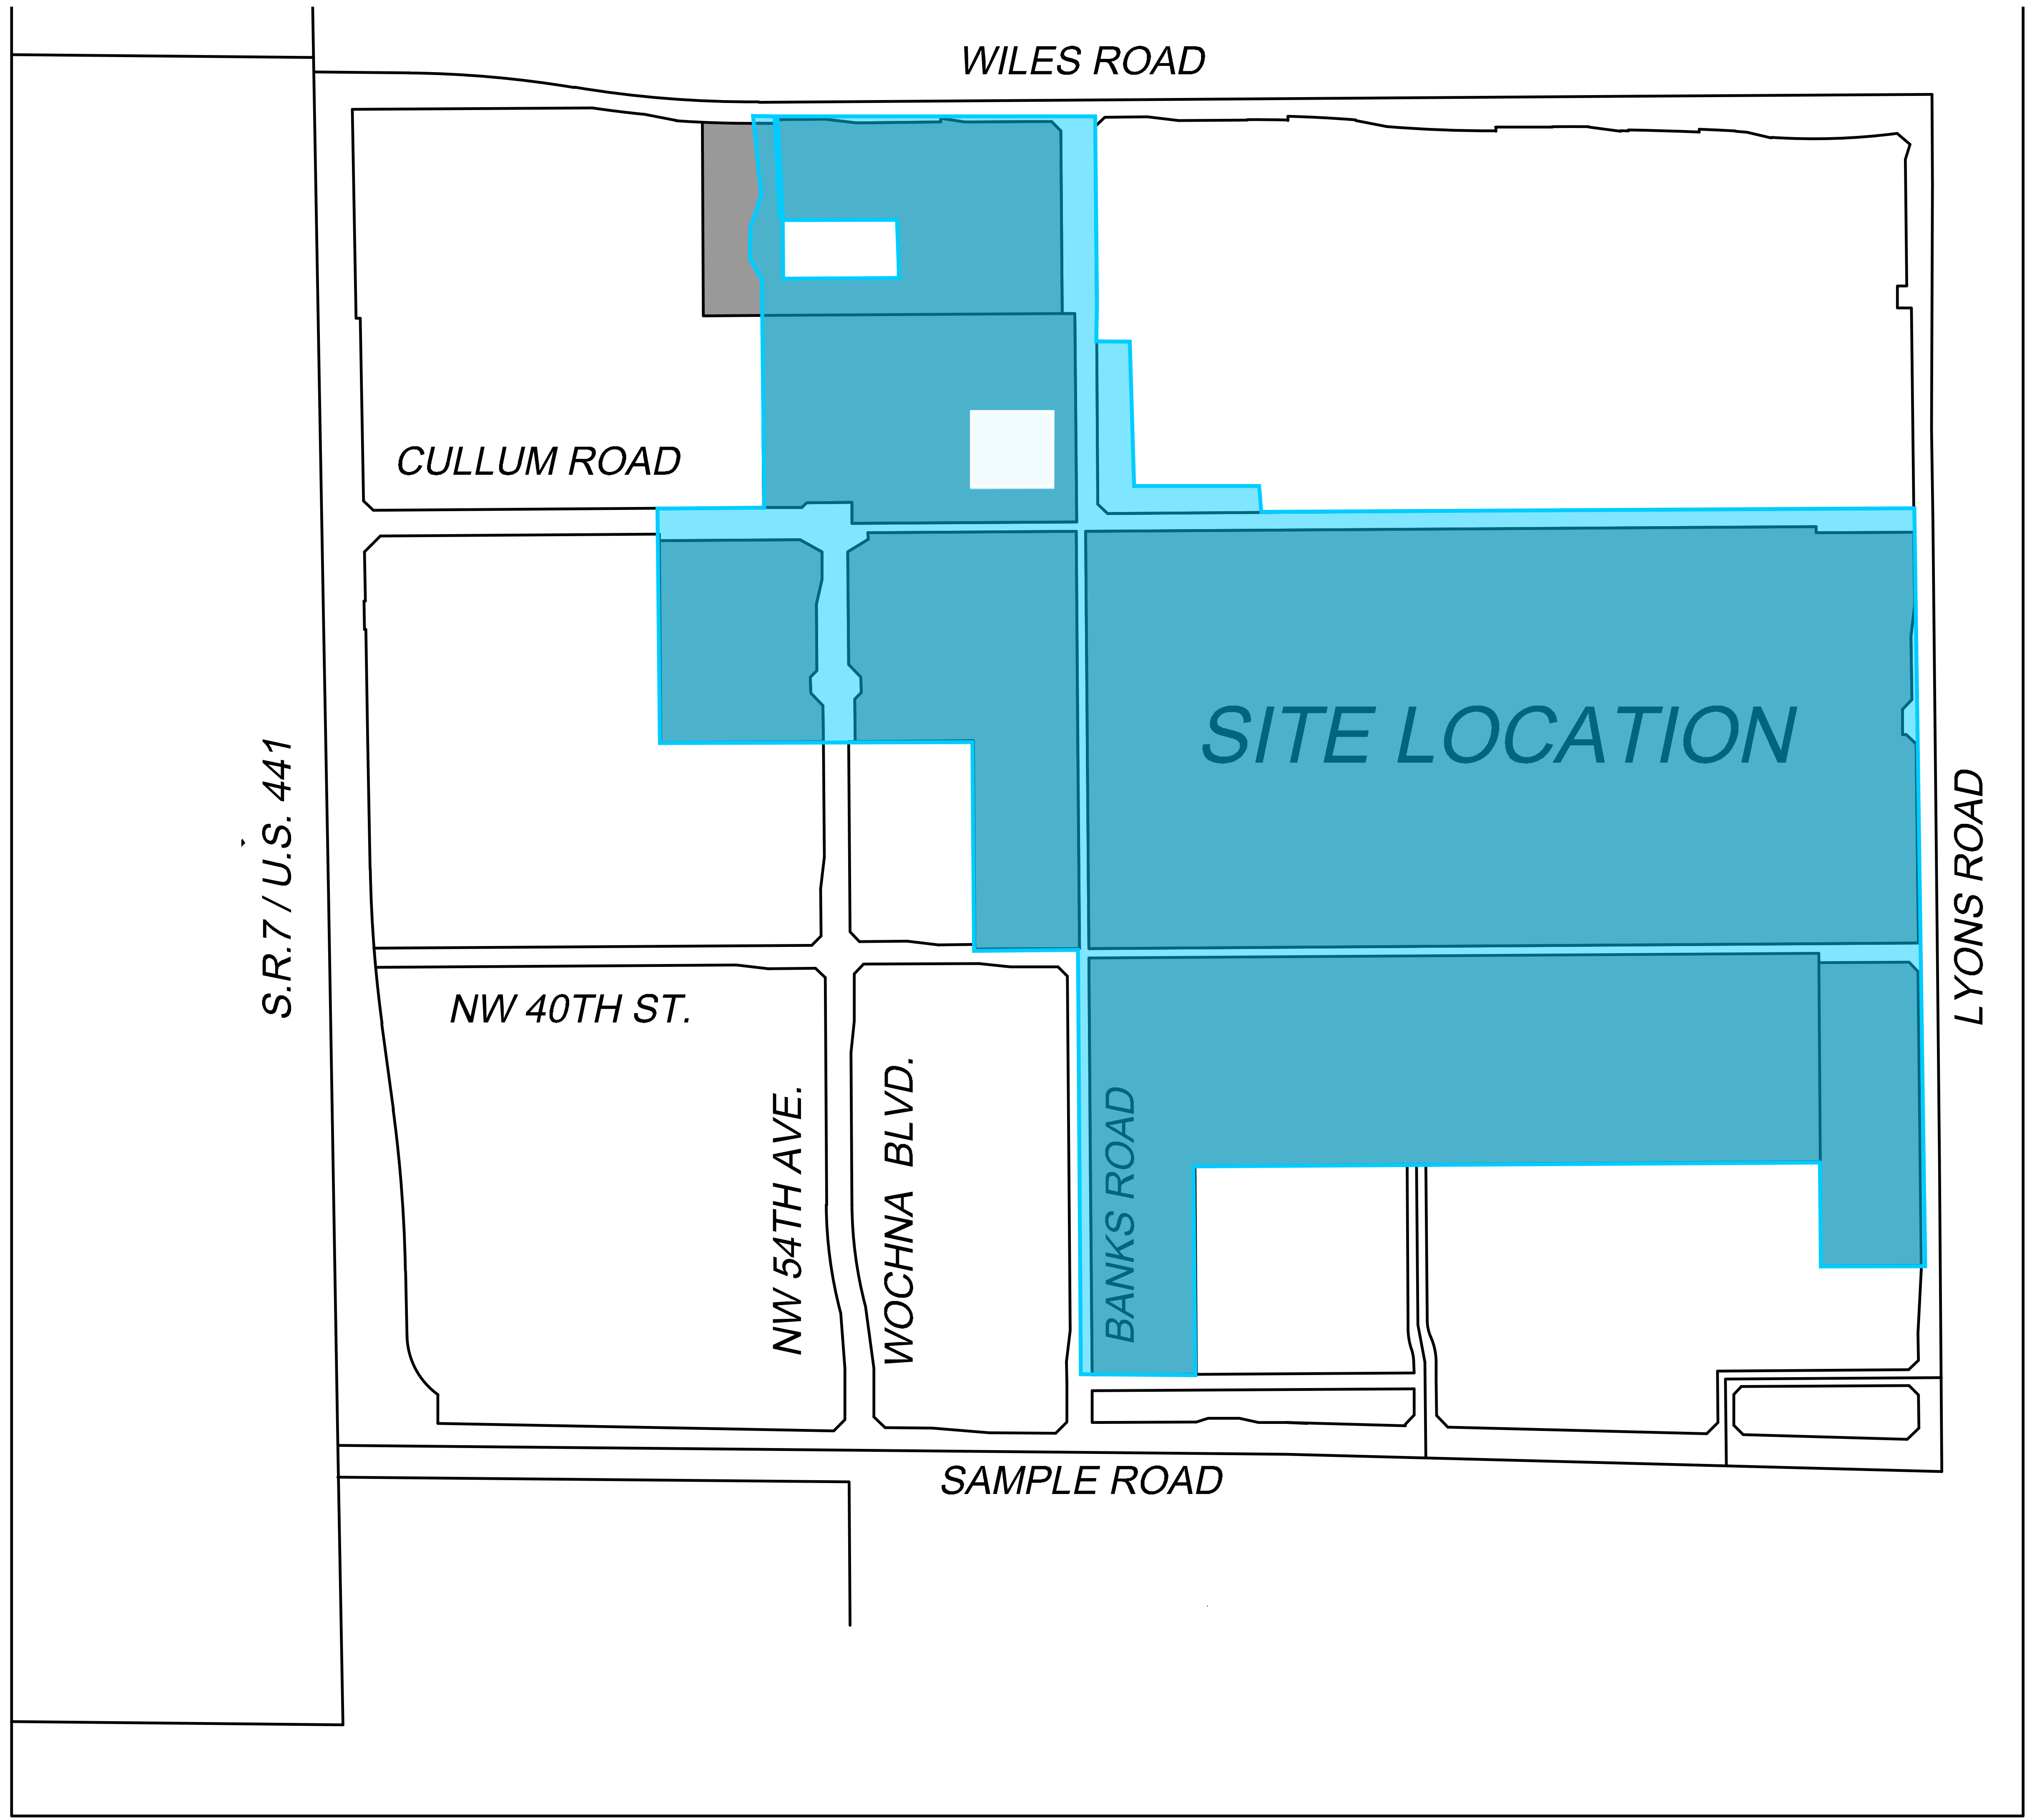 WILES ROAD
CULLUM ROAD
SITE LOCATION
S.R.7 / U.S. 441
LYONS ROAD
NW 40TH ST.
NW 54TH AVE.
WOCHNA BLVD.
BANKS ROAD
SAMPLE ROAD